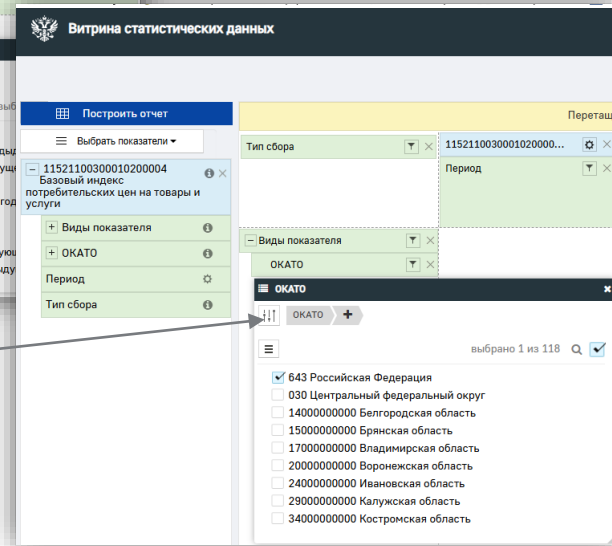 Витрина статистических данных
Построить отчет
Выбрать показатели
11521100300010200004
Базовый индекс
потребительских цен на товары и
услуги
Виды показателя
ОКАТО
Период
Тип сбора
Тип сбора
1152110030001020000...
Период
Виды показателя
ОКАТО
ОКАТО
ОКАТО
выбрано 1 из 118
643 Российская Федерация
030 Центральный федеральный округ
14000000000 Белгородская область
15000000000 Брянская область
17000000000 Владимирская область
20000000000 Воронежская область
24000000000 Ивановская область
29000000000 Калужская область
34000000000 Костромская область